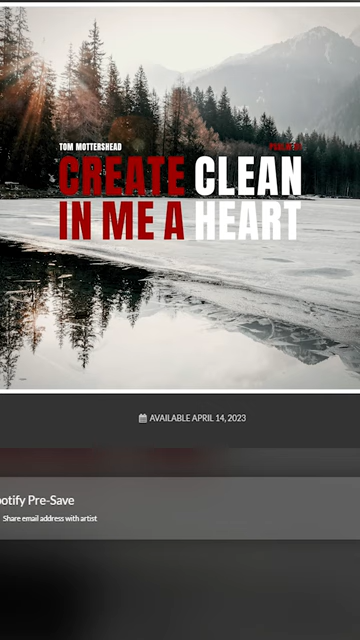 TOM MOTTERSHEAD
CREATE CLEAN
IN ME A HEART
AVAILABLE APRIL 14, 2023
otify Pre-Save
Share email address with artist